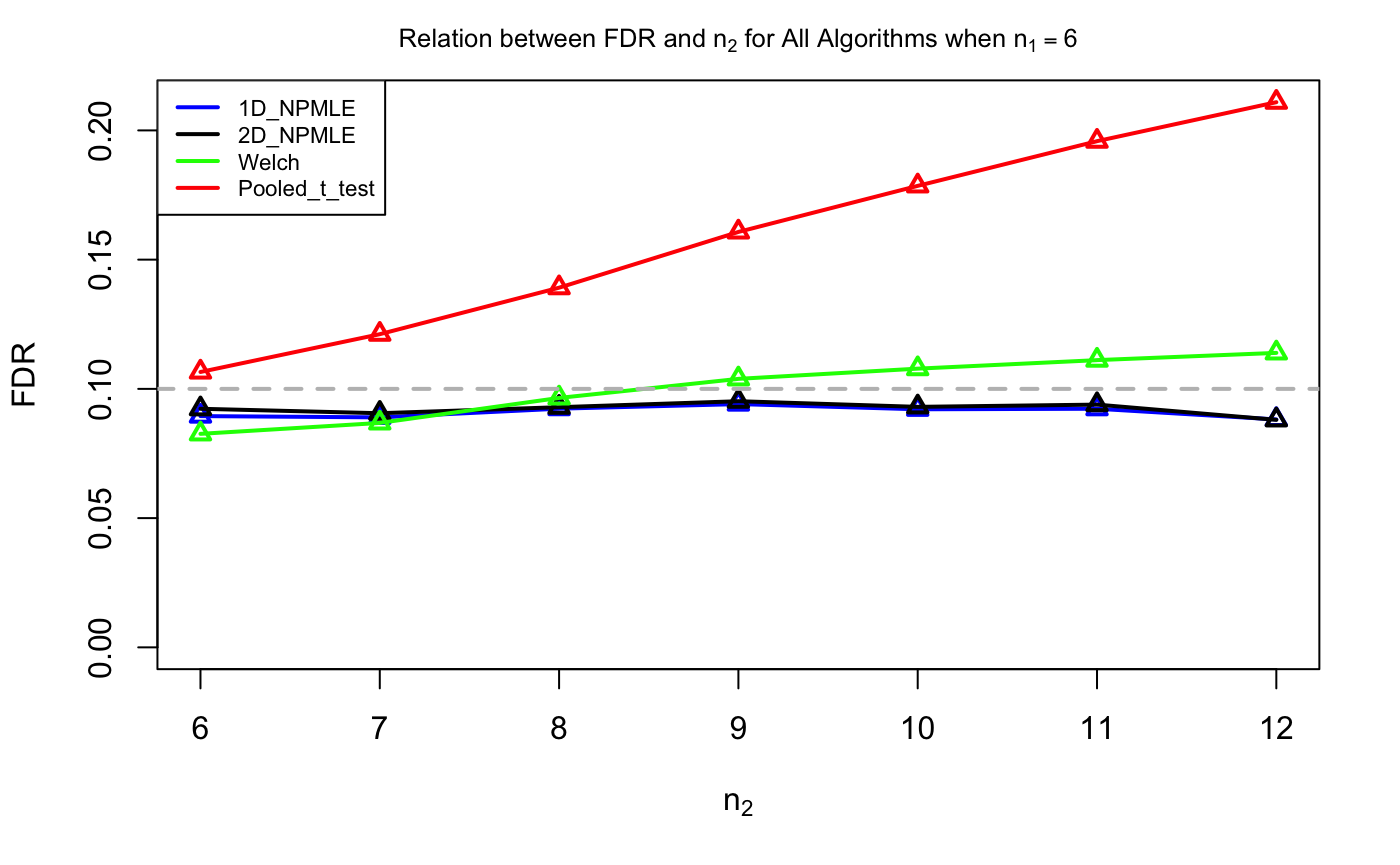 Relation between FDR and n₂ for All Algorithms when n₁ = 6
1D_NPMLE
2D_NPMLE
Welch
Pooled_t_test
FDR
0.20
0.15
0.10
0.05
0.00
6 7 8 9 10 11 12
n₂